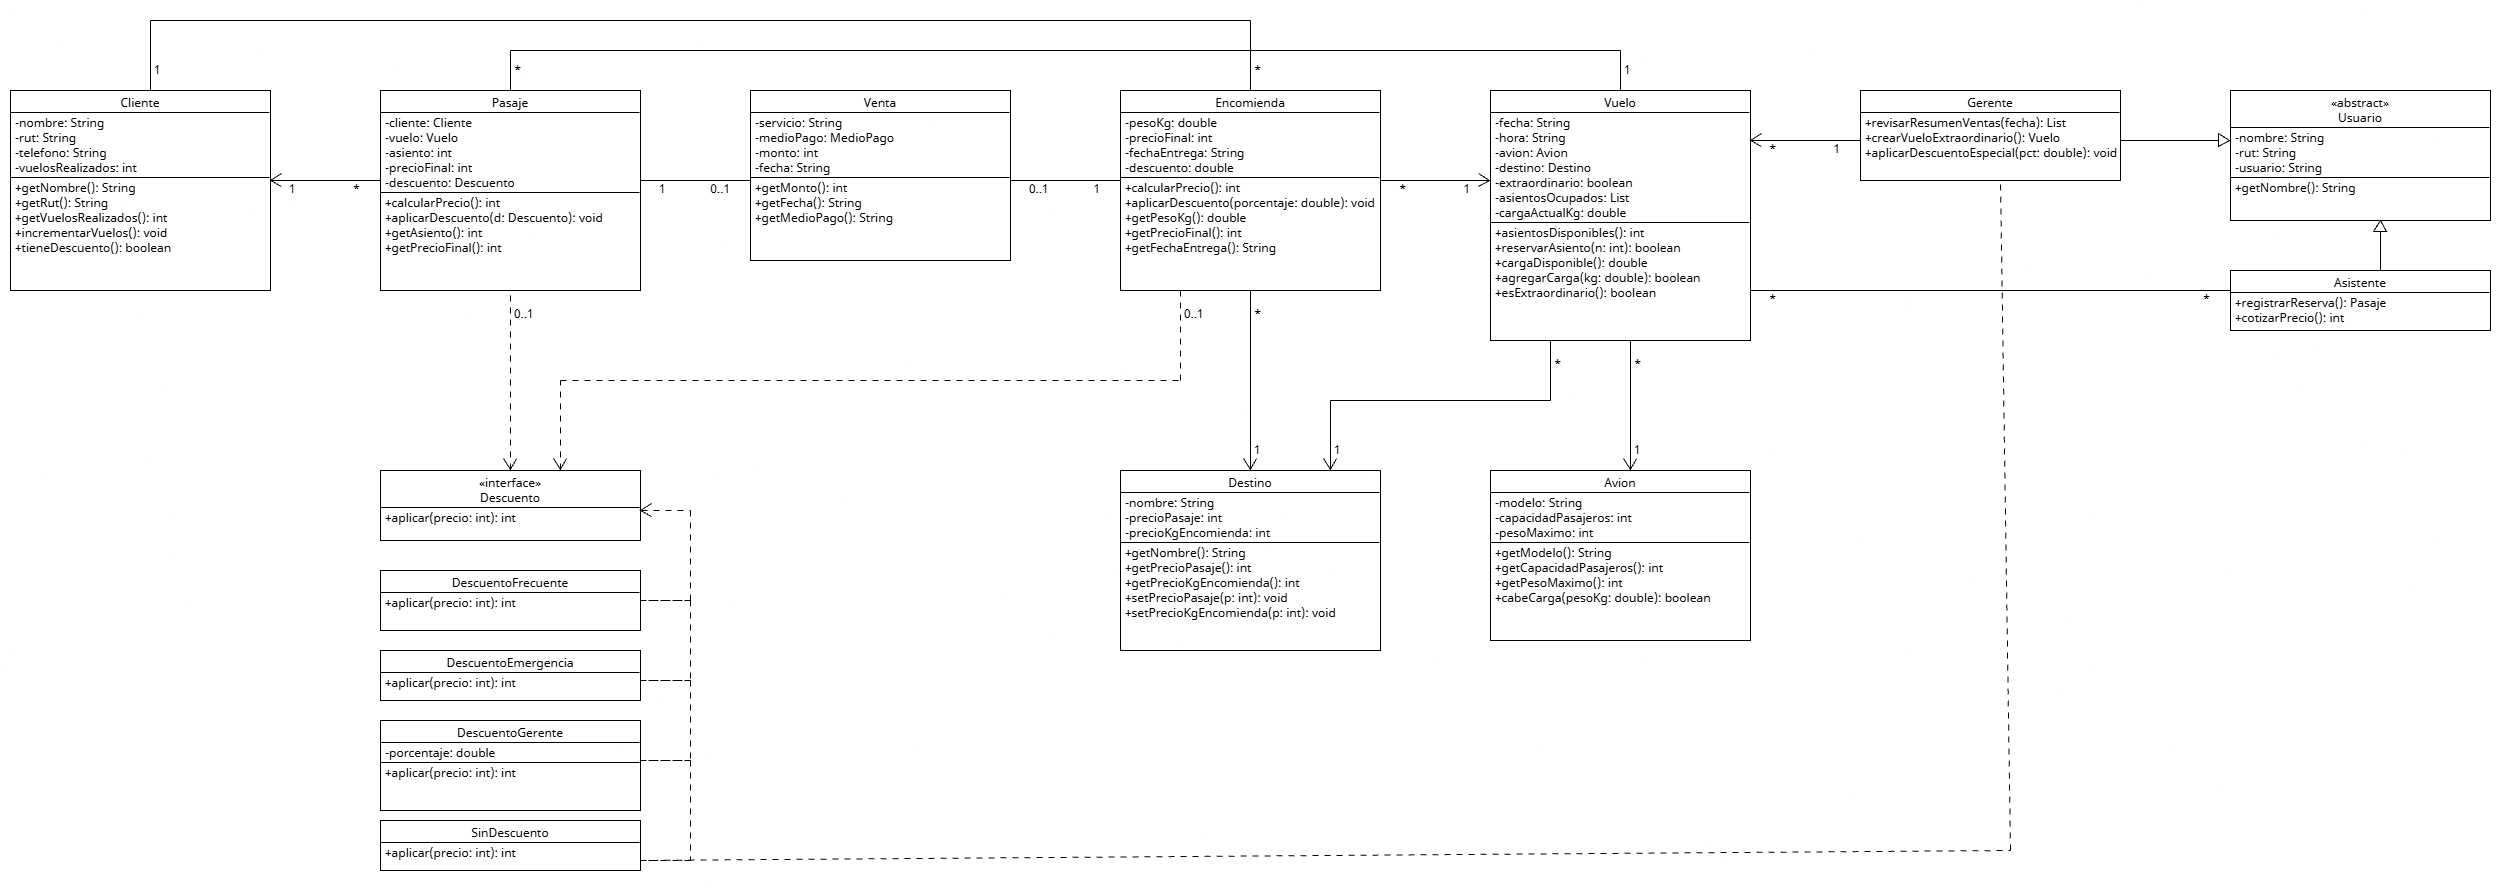 1
*
*
1
Cliente
-nombre: String
-rut: String
-telefono: String
-vuelosRealizados: int
+getNombre(): String
+getRut(): String
+getVuelosRealizados(): int
+incrementarVuelos(): void
+tieneDescuento(): boolean
1
*
Pasaje
-cliente: Cliente
-vuelo: Vuelo
-asiento: int
-precioFinal: int
-descuento: Descuento
+calcularPrecio(): int
+aplicarDescuento(d: Descuento): void
+getAsiento(): int
+getPrecioFinal(): int
1
0..1
Venta
-servicio: String
-medioPago: MedioPago
-monto: int
-fecha: String
+getMonto(): int
+getFecha(): String
+getMedioPago(): String
0..1
1
Encomienda
-pesoKg: double
-precioFinal: int
-fechaEntrega: String
-descuento: double
+calcularPrecio(): int
+aplicarDescuento(porcentaje: double): void
+getPesoKg(): double
+getPrecioFinal(): int
+getFechaEntrega(): String
*
1
Vuelo
-fecha: String
-hora: String
-avion: Avion
-destino: Destino
-extraordinario: boolean
-asientosOcupados: List
-cargaActualKg: double
+asientosDisponibles(): int
+reservarAsiento(n: int): boolean
+cargaDisponible(): double
+agregarCarga(kg: double): boolean
+esExtraordinario(): boolean
*
1
Gerente
+revisarResumenVentas(fecha): List
+crearVueloExtraordinario(): Vuelo
+aplicarDescuentoEspecial(pct: double): void
«abstract»
Usuario
-nombre: String
-rut: String
-usuario: String
+getNombre(): String
*
*
Asistente
+registrarReserva(): Pasaje
+cotizarPrecio(): int
0..1
0..1
*
*
*
1
1
1
«interface»
Descuento
+aplicar(precio: int): int
DescuentoFrecuente
+aplicar(precio: int): int
DescuentoEmergencia
+aplicar(precio: int): int
DescuentoGerente
-porcentaje: double
+aplicar(precio: int): int
SinDescuento
+aplicar(precio: int): int
Destino
-nombre: String
-precioPasaje: int
-precioKgEncomienda: int
+getNombre(): String
+getPrecioPasaje(): int
+getPrecioKgEncomienda(): int
+setPrecioPasaje(p: int): void
+setPrecioKgEncomienda(p: int): void
Avion
-modelo: String
-capacidadPasajeros: int
-pesoMaximo: int
+getModelo(): String
+getCapacidadPasajeros(): int
+getPesoMaximo(): int
+cabeCarga(pesoKg: double): boolean